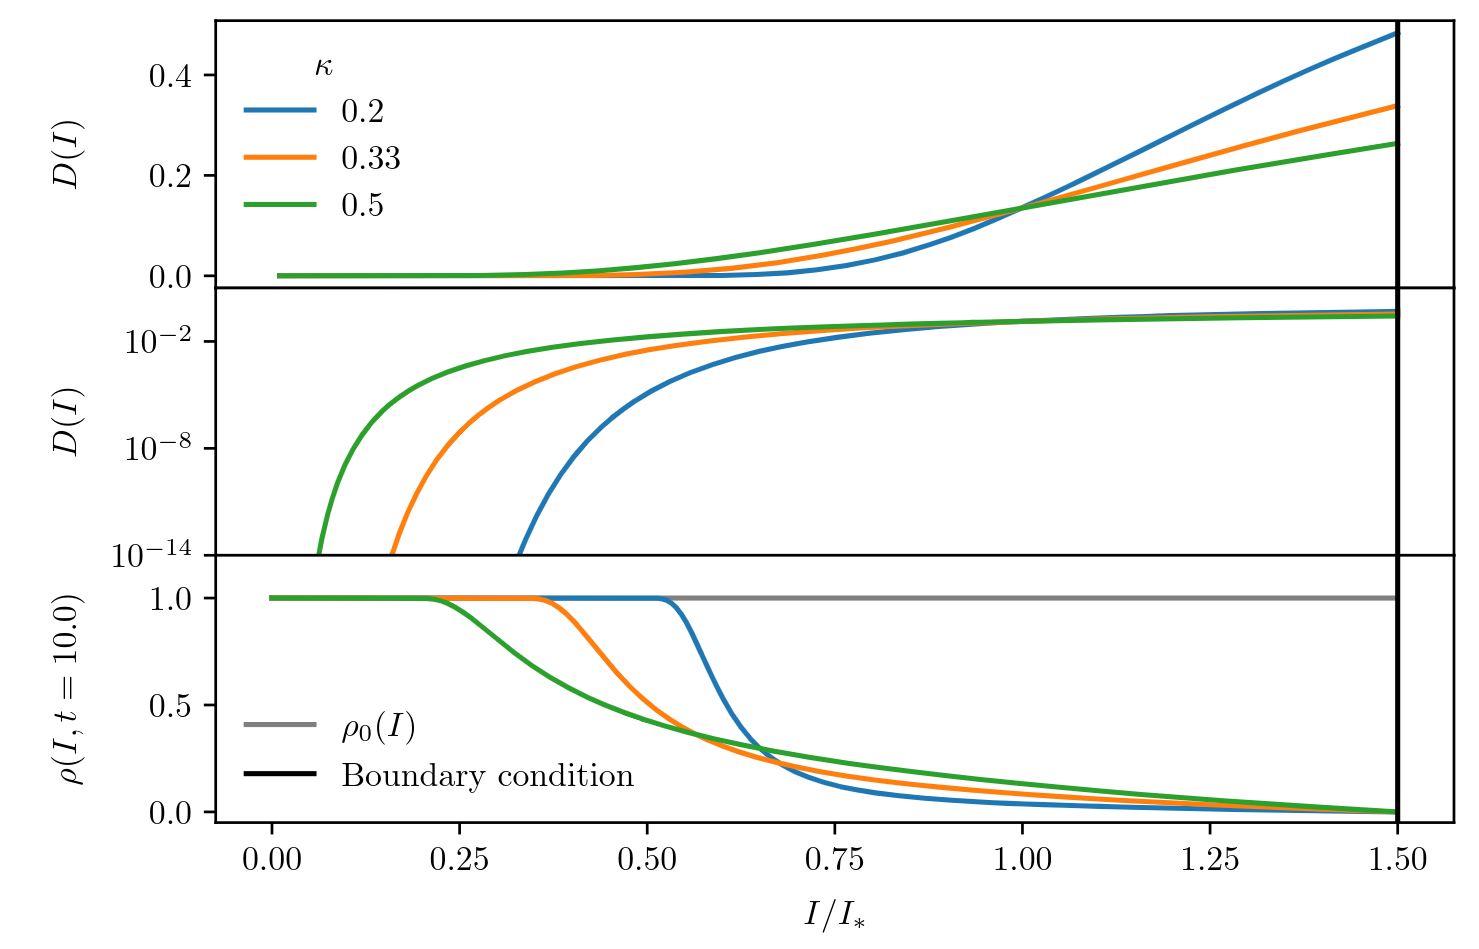 D(I)
0.4
0.2
0.0
κ
0.2
0.33
0.5
D(I)
10⁻²
10⁻⁸
10⁻¹⁴
ρ(I, t = 10.0)
1.0
0.5
0.0
ρ₀(I)
Boundary condition
0.00 0.25 0.50 0.75 1.00 1.25 1.50
I/I∗